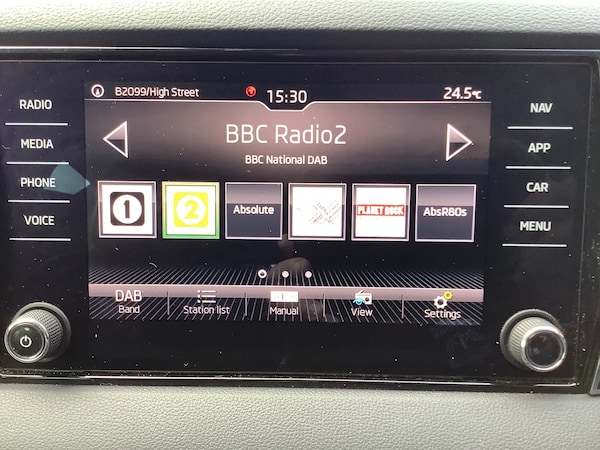 RADIO
MEDIA
PHONE
VOICE
B2099/High Street
15:30
24.5℃
BBC Radio2
BBC National DAB
1
2
Absolute
PLANET ROCK
AbsR80s
DAB
Band
Station list
Manual
View
Settings
NAV
APP
CAR
MENU